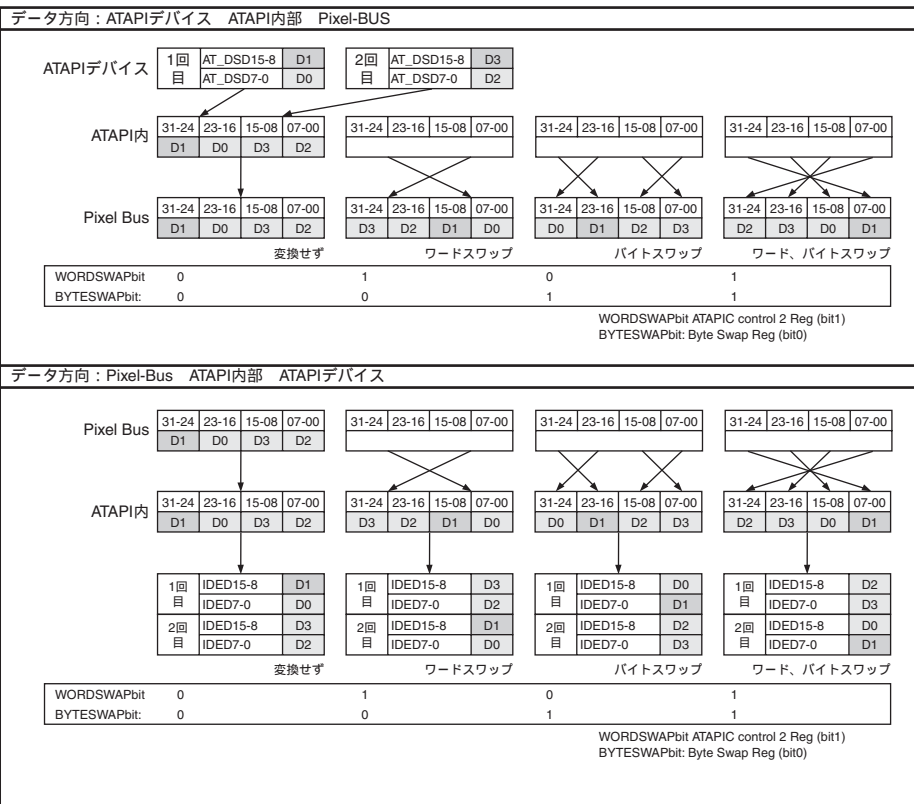 データ方向：ATAPIデバイス ATAPI内部 Pixel-BUS
ATAPIデバイス
1回目 AT_DSD15-8 D1
AT_DSD7-0 D0
2回目 AT_DSD15-8 D3
AT_DSD7-0 D2
ATAPI内
31-24 23-16 15-08 07-00 31-24 23-16 15-08 07-00 31-24 23-16 15-08 07-00 31-24 23-16 15-08 07-00
D1 D0 D3 D2
Pixel Bus
31-24 23-16 15-08 07-00 31-24 23-16 15-08 07-00 31-24 23-16 15-08 07-00 31-24 23-16 15-08 07-00
D1 D0 D3 D2 D3 D2 D1 D0 D0 D1 D2 D3 D2 D3 D0 D1
変換せず ワードスワップ バイトスワップ ワード、バイトスワップ
WORDSWAPbit 0 1 0 1
BYTESWAPbit: 0 0 1 1
WORDSWAPbit ATAPIC control 2 Reg (bit1)
BYTESWAPbit: Byte Swap Reg (bit0)
データ方向：Pixel-Bus ATAPI内部 ATAPIデバイス
Pixel Bus
31-24 23-16 15-08 07-00 31-24 23-16 15-08 07-00 31-24 23-16 15-08 07-00 31-24 23-16 15-08 07-00
D1 D0 D3 D2
ATAPI内
31-24 23-16 15-08 07-00 31-24 23-16 15-08 07-00 31-24 23-16 15-08 07-00 31-24 23-16 15-08 07-00
D1 D0 D3 D2 D3 D2 D1 D0 D0 D1 D2 D3 D2 D3 D0 D1
1回目 IDED15-8 D1 1回目 IDED15-8 D3 1回目 IDED15-8 D0 1回目 IDED15-8 D2
IDED7-0 D0 IDED7-0 D2 IDED7-0 D1 IDED7-0 D3
2回目 IDED15-8 D3 2回目 IDED15-8 D1 2回目 IDED15-8 D2 2回目 IDED15-8 D0
IDED7-0 D2 IDED7-0 D0 IDED7-0 D3 IDED7-0 D1
変換せず ワードスワップ バイトスワップ ワード、バイトスワップ
WORDSWAPbit 0 1 0 1
BYTESWAPbit: 0 0 1 1
WORDSWAPbit ATAPIC control 2 Reg (bit1)
BYTESWAPbit: Byte Swap Reg (bit0)